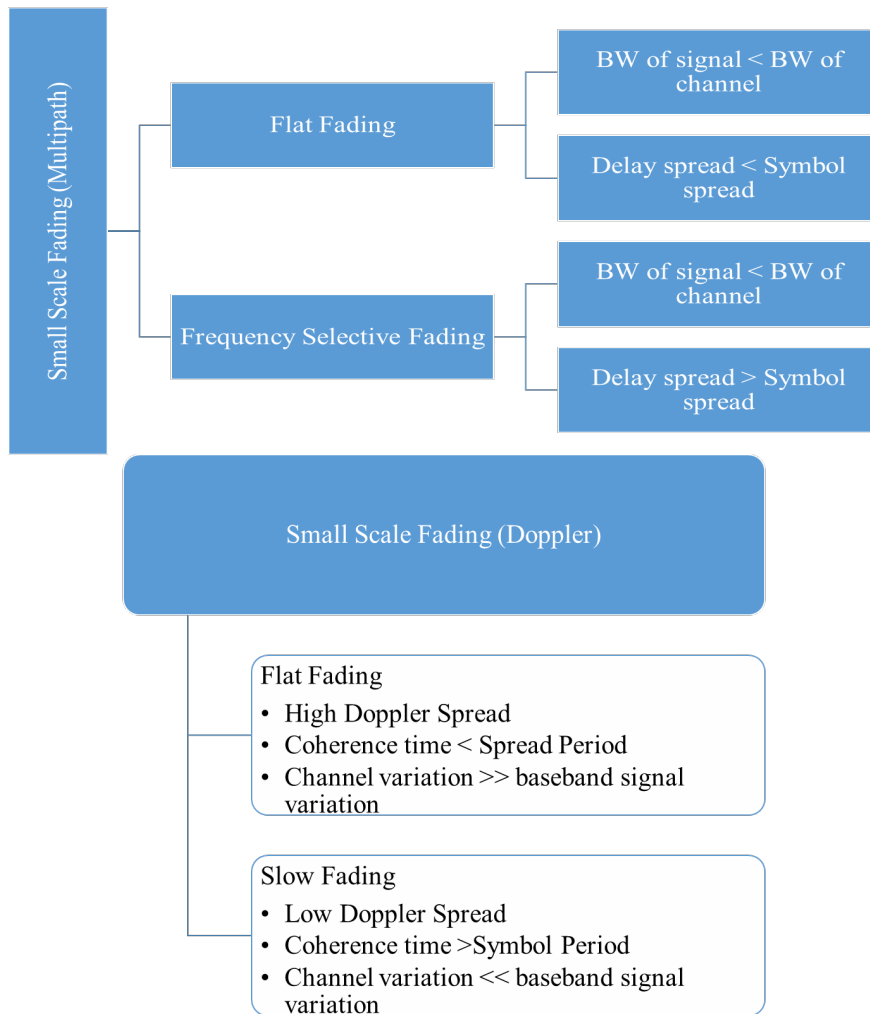 Small Scale Fading (Multipath)
Flat Fading
BW of signal < BW of
channel
Delay spread < Symbol
spread
Frequency Selective Fading
BW of signal < BW of
channel
Delay spread > Symbol
spread
Small Scale Fading (Doppler)
Flat Fading
• High Doppler Spread
• Coherence time < Spread Period
• Channel variation >> baseband signal
variation
Slow Fading
• Low Doppler Spread
• Coherence time >Symbol Period
• Channel variation << baseband signal
variation